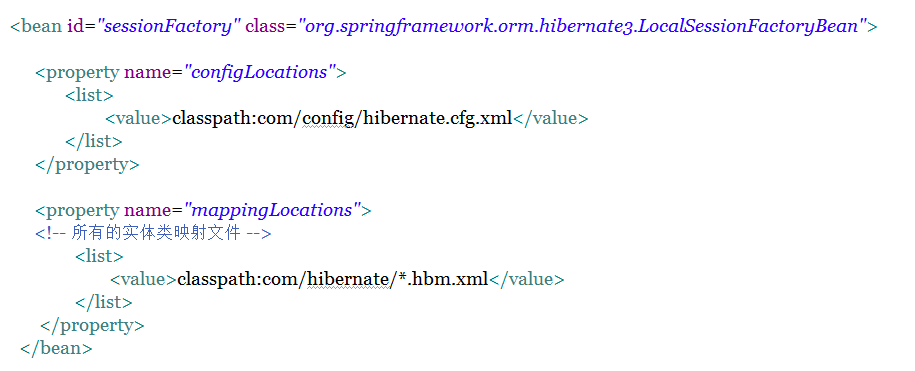 <bean id="sessionFactory" class="org.springframework.orm.hibernate3.LocalSessionFactoryBean">
<property name="configLocations">
<list>
<value>classpath:com/config/hibernate.cfg.xml</value>
</list>
</property>
<property name="mappingLocations">
<!-- 所有的实体类映射文件 -->
<list>
<value>classpath:com/hibernate/*.hbm.xml</value>
</list>
</property>
</bean>